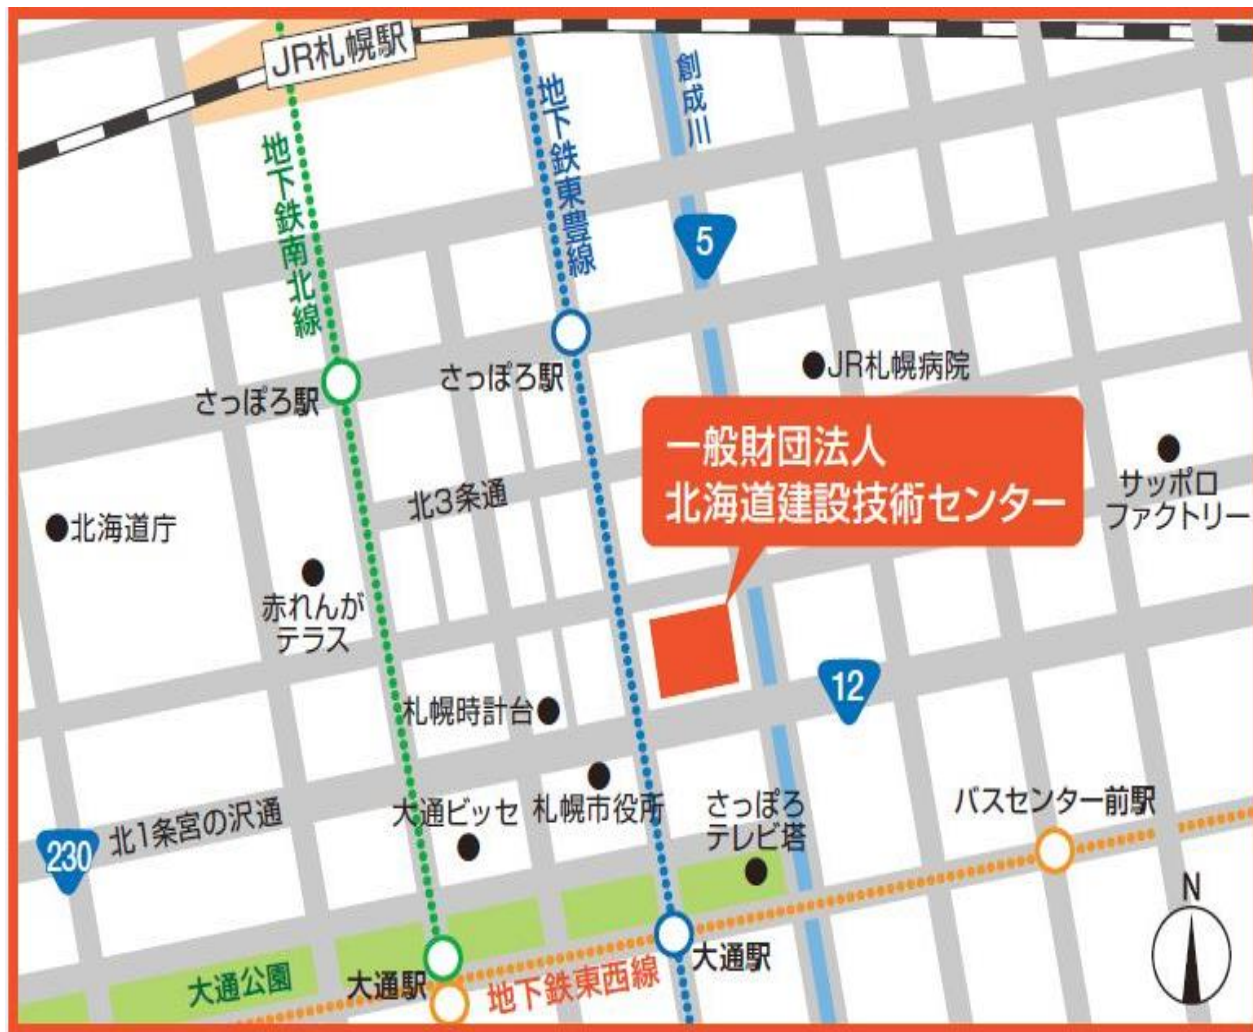 JR札幌駅
創成川
地下鉄東豊線
地下鉄南北線
5
さっぽろ駅
さっぽろ駅
JR札幌病院
一般財団法人
北海道建設技術センター
サッポロ
ファクトリー
北3条通
北海道庁
赤れんが
テラス
札幌時計台
12
北1条宮の沢通
230
大通ビッセ
札幌市役所
さっぽろ
テレビ塔
バスセンター前駅
N
大通公園
大通駅
地下鉄東西線
大通駅